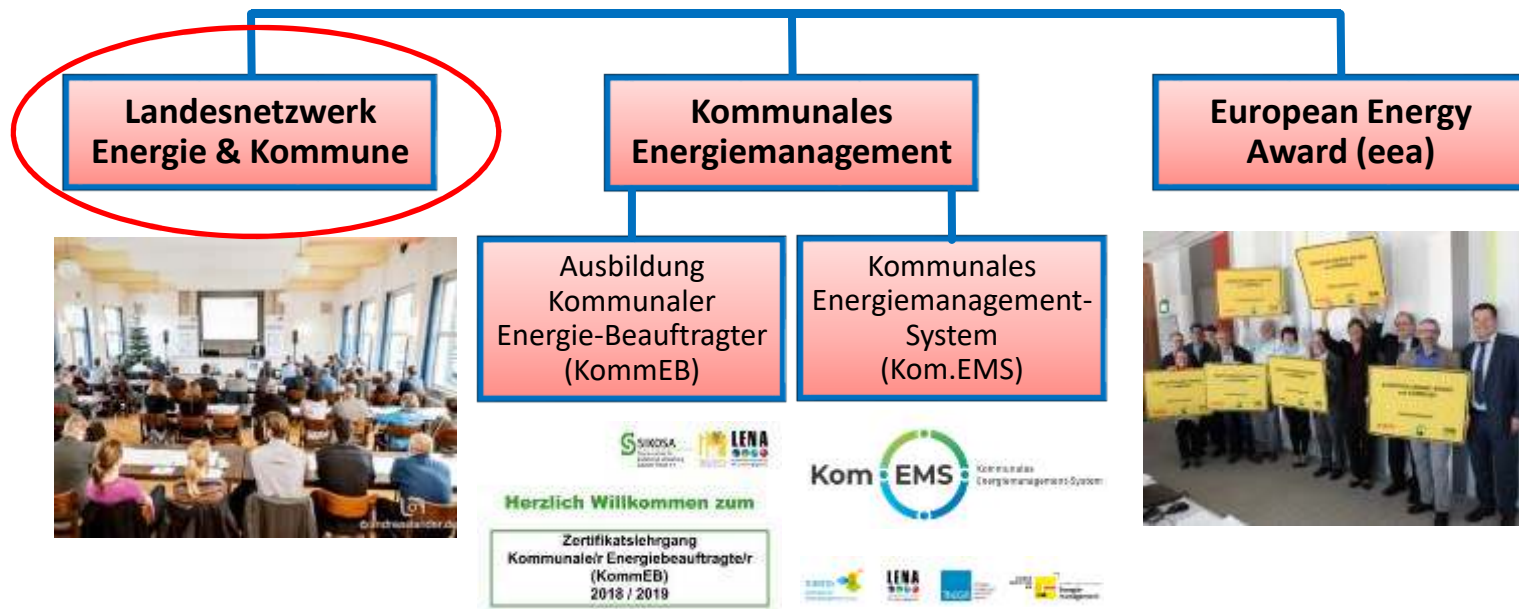 Landesnetzwerk
Energie & Kommune
Kommunales
Energiemanagement
European Energy
Award (eea)
Ausbildung
Kommunaler
Energie-Beauftragter
(KommEB)
Kommunales
Energiemanagement-
System
(Kom.EMS)
SIKOSA
LENA
Herzlich Willkommen zum
Zertifikatslehrgang
Kommunale/r Energiebeauftragte/r
(KommEB)
2018 / 2019
Kom EMS
Kommunales
Energiemanagement-System
LENA